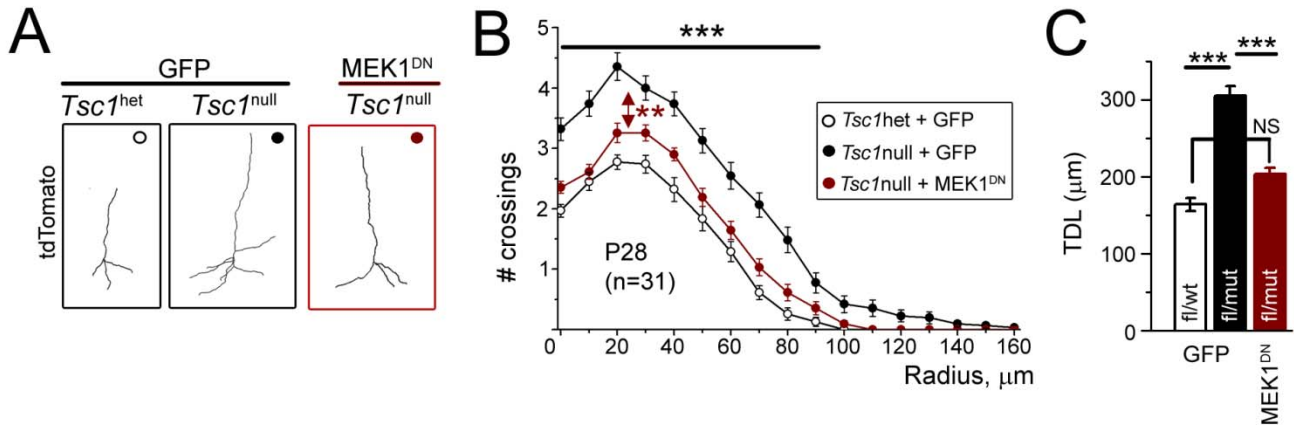 A
GFP
MEK1DN
Tsc1het
Tsc1null
Tsc1null
tdTomato
B
# crossings
5
4
3
2
1
0
20
40
60
80
100
120
140
160
Radius, μm
***
**
P28
(n=31)
Tsc1het + GFP
Tsc1null + GFP
Tsc1null + MEK1DN
C
TDL (μm)
300
200
100
0
***
***
NS
fl/wt
fl/mut
fl/mut
GFP
MEK1DN